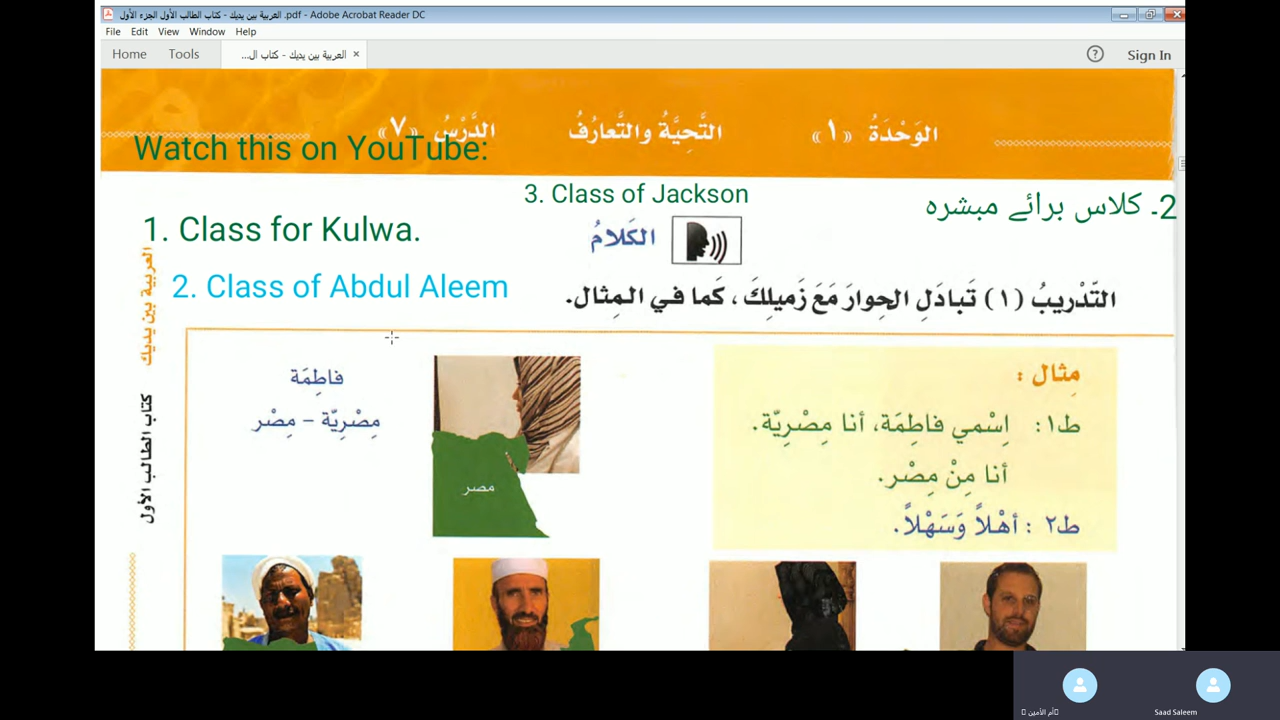 العربية بين يديك - كتاب الطالب الأول الجزء الأول.pdf - Adobe Acrobat Reader DC
File Edit View Window Help
Home Tools العربية بين يديك - كتاب ال... ×
? Sign In
الوَحْدَةُ «١» التَّحِيَّةُ والتَّعارُفُ الدَّرْسُ «٧»
Watch this on YouTube:
3. Class of Jackson
2۔ کلاس برائے مبشرہ
1. Class for Kulwa.
الكَلامُ
2. Class of Abdul Aleem
التَّدْريبُ (١) تَبادَلِ الحِوارَ مَعَ زَميلِكَ، كَما في المِثال.
العربية بين يديك
كتاب الطالب الأول
مِثال :
ط١: اِسْمي فاطِمَة، أنا مِصْرِيّة.
أنا مِنْ مِصْر.
ط٢ : أهْلاً وَسَهْلاً.
فاطِمَة
مِصْرِيّة – مِصْر
مصر
أم الأمين
Saad Saleem